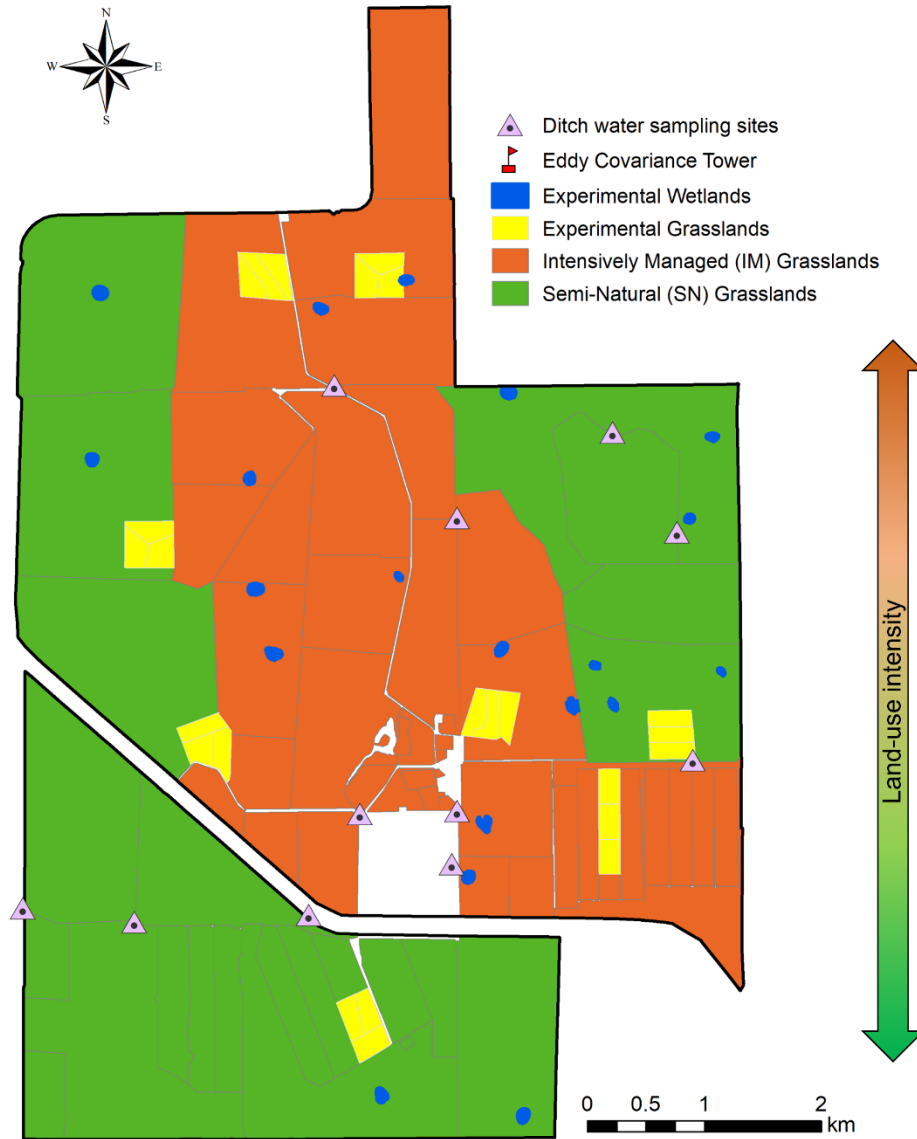 N
W
E
S
Ditch water sampling sites
Eddy Covariance Tower
Experimental Wetlands
Experimental Grasslands
Intensively Managed (IM) Grasslands
Semi-Natural (SN) Grasslands
Land-use intensity
0 0.5 1 2
km